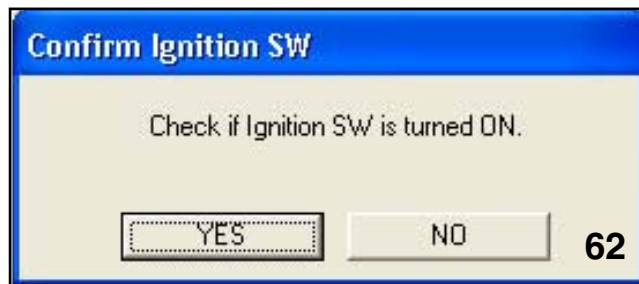 Confirm Ignition SW
Check if Ignition SW is turned ON.
YES NO
62